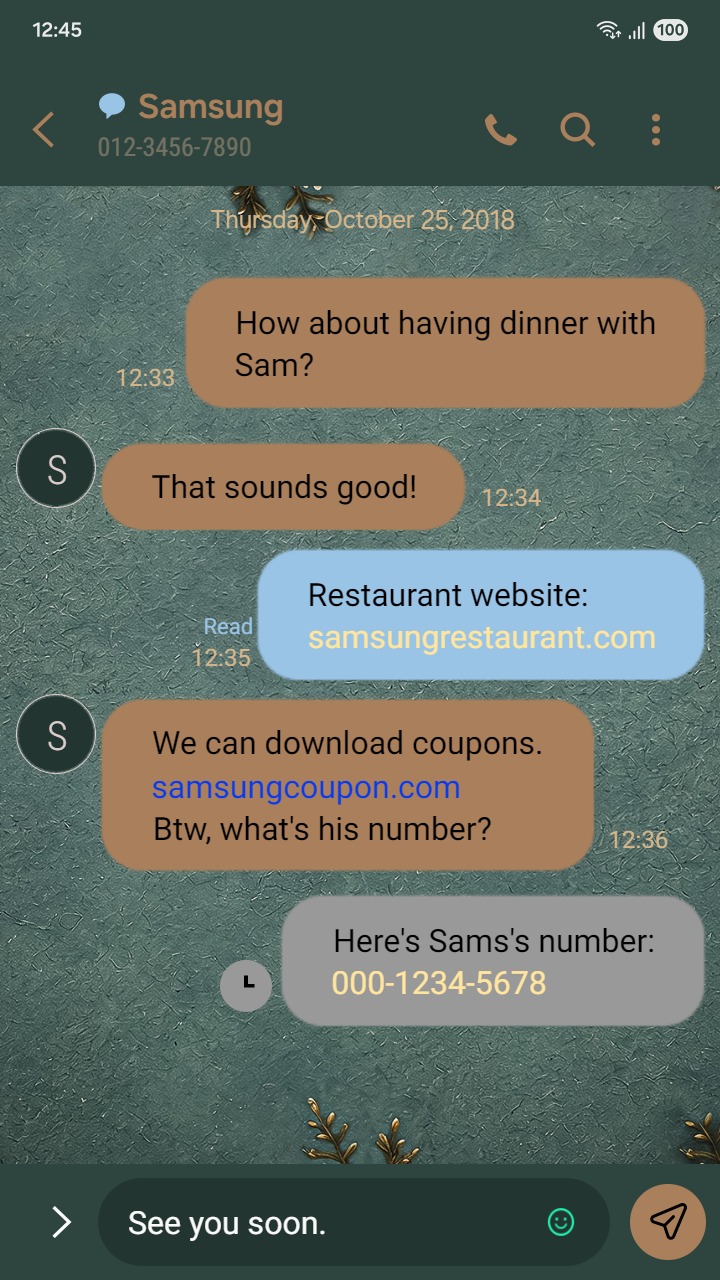 12:45
100
Samsung
012-3456-7890
Thursday, October 25, 2018
How about having dinner with
Sam?
12:33
S
That sounds good!
12:34
Restaurant website:
samsungrestaurant.com
Read
12:35
S
We can download coupons.
samsungcoupon.com
Btw, what's his number?
12:36
Here's Sams's number:
000-1234-5678
See you soon.